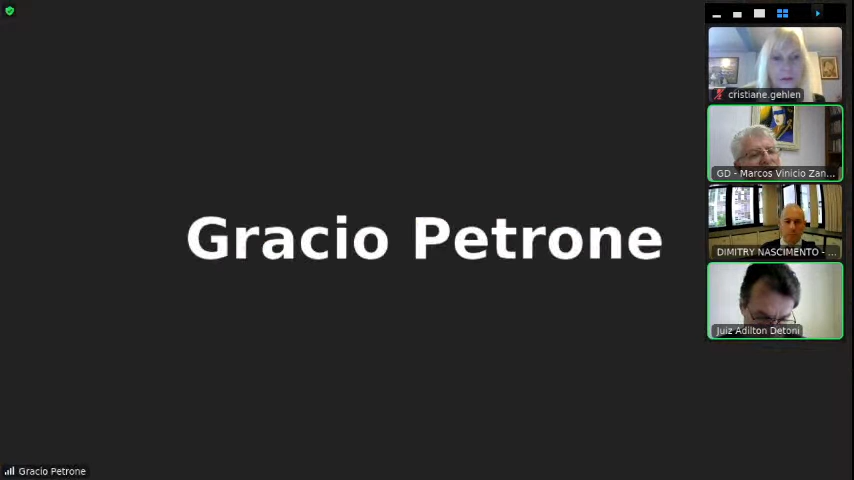 cristiane.gehlen
GD - Marcos Vinicio Zan...
Gracio Petrone
DIMITRY NASCIMENTO - ...
Juiz Adilton Detoni
Gracio Petrone